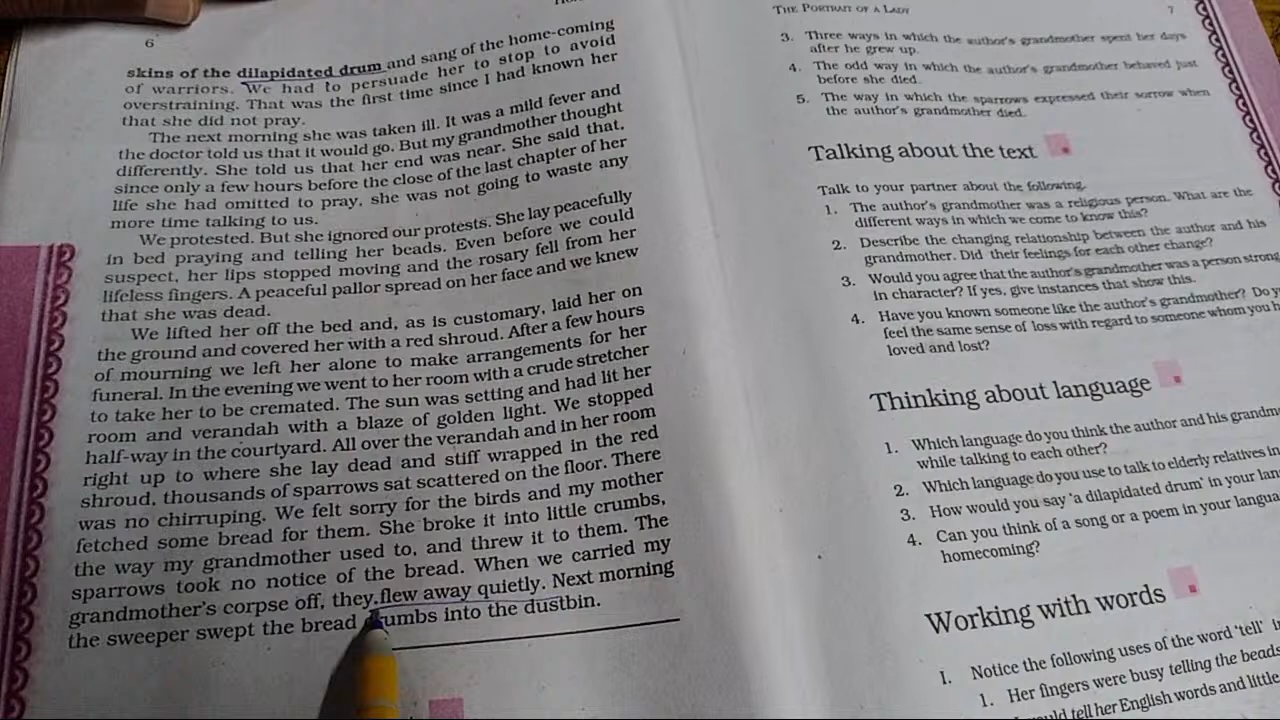 6
skins of the dilapidated drum and sang of the home-coming
of warriors. We had to persuade her to stop to avoid
overstraining. That was the first time since I had known her
that she did not pray.
The next morning she was taken ill. It was a mild fever and
the doctor told us that it would go. But my grandmother thought
differently. She told us that her end was near. She said that,
since only a few hours before the close of the last chapter of her
life she had omitted to pray, she was not going to waste any
more time talking to us.
We protested. But she ignored our protests. She lay peacefully
in bed praying and telling her beads. Even before we could
suspect, her lips stopped moving and the rosary fell from her
lifeless fingers. A peaceful pallor spread on her face and we knew
that she was dead.
We lifted her off the bed and, as is customary, laid her on
the ground and covered her with a red shroud. After a few hours
of mourning we left her alone to make arrangements for her
funeral. In the evening we went to her room with a crude stretcher
to take her to be cremated. The sun was setting and had lit her
room and verandah with a blaze of golden light. We stopped
half-way in the courtyard. All over the verandah and in her room
right up to where she lay dead and stiff wrapped in the red
shroud, thousands of sparrows sat scattered on the floor. There
was no chirruping. We felt sorry for the birds and my mother
fetched some bread for them. She broke it into little crumbs,
the way my grandmother used to, and threw it to them. The
sparrows took no notice of the bread. When we carried my
grandmother's corpse off, they flew away quietly. Next morning
the sweeper swept the bread crumbs into the dustbin.
THE PORTRAIT OF A LADY
7
3. Three ways in which the author's grandmother spent her days
after he grew up.
4. The odd way in which the author's grandmother behaved just
before she died.
5. The way in which the sparrows expressed their sorrow when
the author's grandmother died.
Talking about the text
Talk to your partner about the following.
1. The author's grandmother was a religious person. What are the
different ways in which we come to know this?
2. Describe the changing relationship between the author and his
grandmother. Did their feelings for each other change?
3. Would you agree that the author's grandmother was a person strong
in character? If yes, give instances that show this.
4. Have you known someone like the author's grandmother? Do
feel the same sense of loss with regard to someone whom
loved and lost?
Thinking about language
1. Which language do you think the author and his
while talking to each other?
2. Which language do you use to talk to elderly relatives in
3. How would you say 'a dilapidated drum' in your
4. Can you think of a song or a poem in your
homecoming?
Working with words
I. Notice the following uses of the word 'tell'
1. Her fingers were busy telling the beads
tell her English words and little